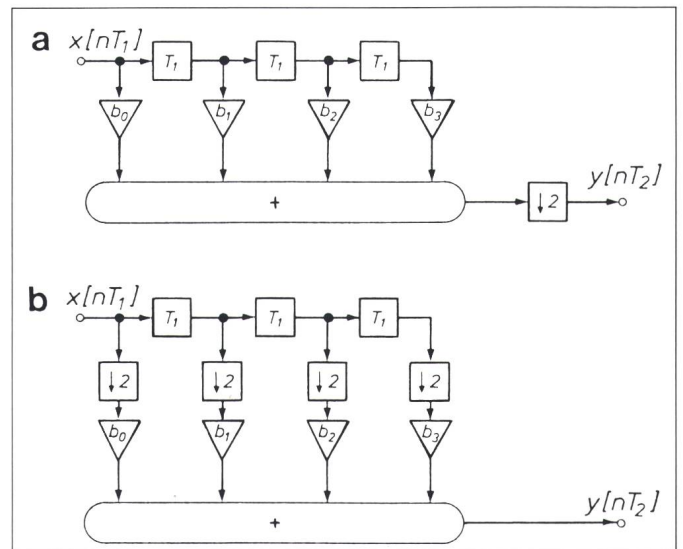 a x[nT₁]
T₁ T₁ T₁
b₀ b₁ b₂ b₃
+ ↓2 y[nT₂]
b x[nT₁]
T₁ T₁ T₁
↓2 ↓2 ↓2 ↓2
b₀ b₁ b₂ b₃
y[nT₂]
+